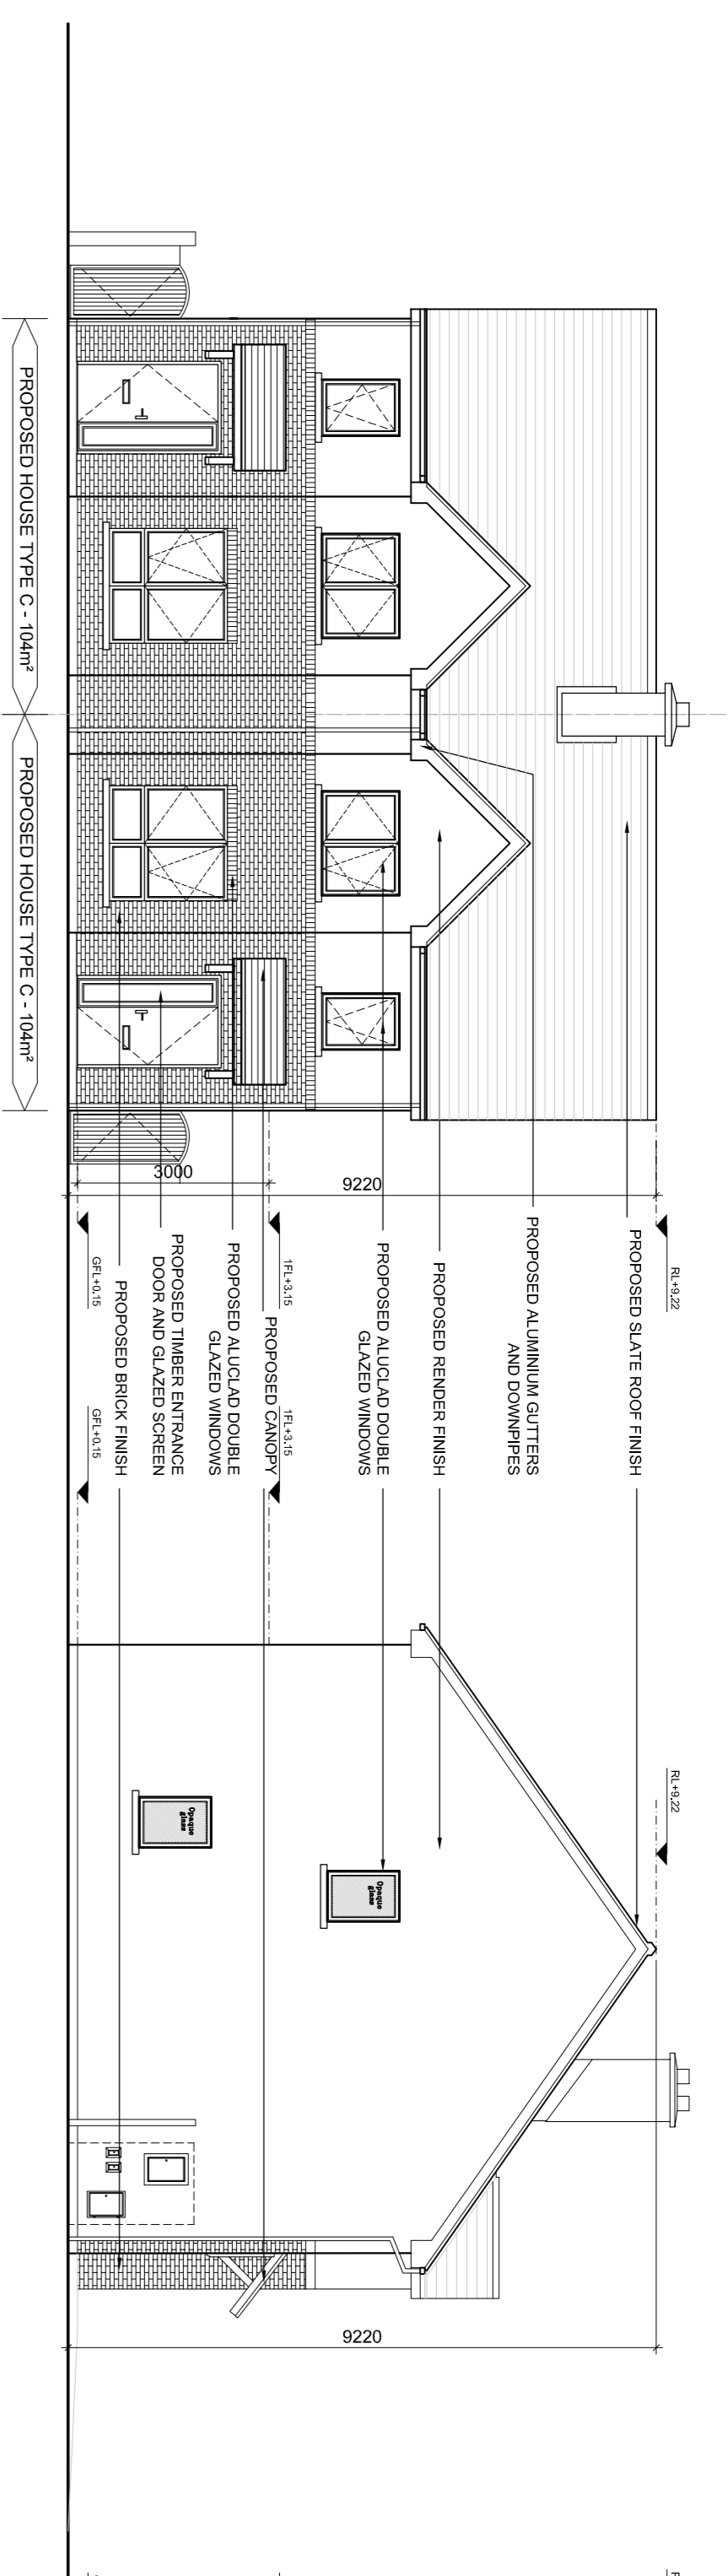 RL+9.22
RL+9.22
PROPOSED SLATE ROOF FINISH
PROPOSED ALUMINIUM GUTTERS
AND DOWNPIPES
PROPOSED RENDER FINISH
PROPOSED ALUCLAD DOUBLE
GLAZED WINDOWS
9220
9220
Opaque
glass
1FL+3.15
1FL+3.15
PROPOSED CANOPY
PROPOSED ALUCLAD DOUBLE
GLAZED WINDOWS
3000
Opaque
glass
PROPOSED TIMBER ENTRANCE
DOOR AND GLAZED SCREEN
PROPOSED BRICK FINISH
GFL+0.15
GFL+0.15
PROPOSED HOUSE TYPE C - 104m²
PROPOSED HOUSE TYPE C - 104m²